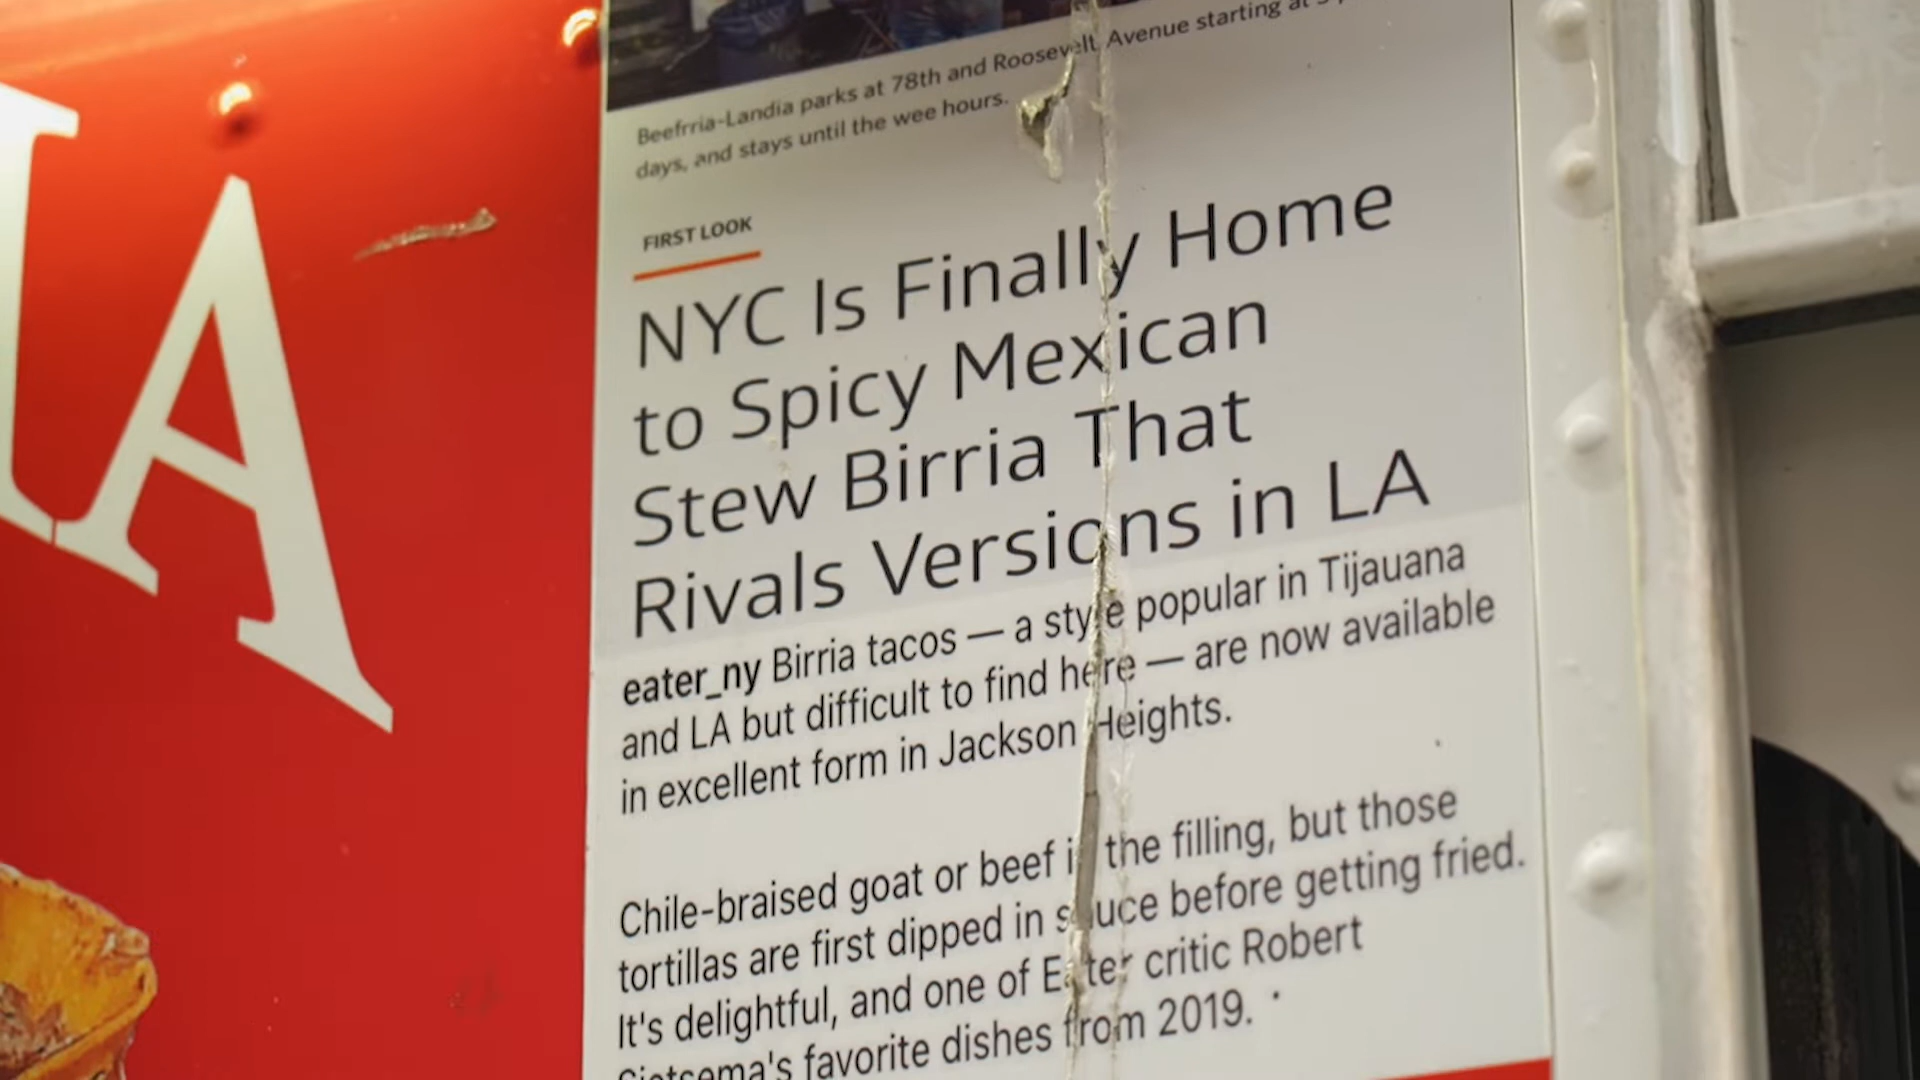 IA
Beefrria-Landia parks at 78th and Roosevelt Avenue starting at 5
days, and stays until the wee hours.
FIRST LOOK
NYC Is Finally Home
to Spicy Mexican
Stew Birria That
Rivals Versions in LA
eater_ny Birria tacos — a style popular in Tijauana
and LA but difficult to find here — are now available
in excellent form in Jackson Heights.
Chile-braised goat or beef is the filling, but those
tortillas are first dipped in sauce before getting fried.
It's delightful, and one of Eater critic Robert
Sietsema's favorite dishes from 2019.